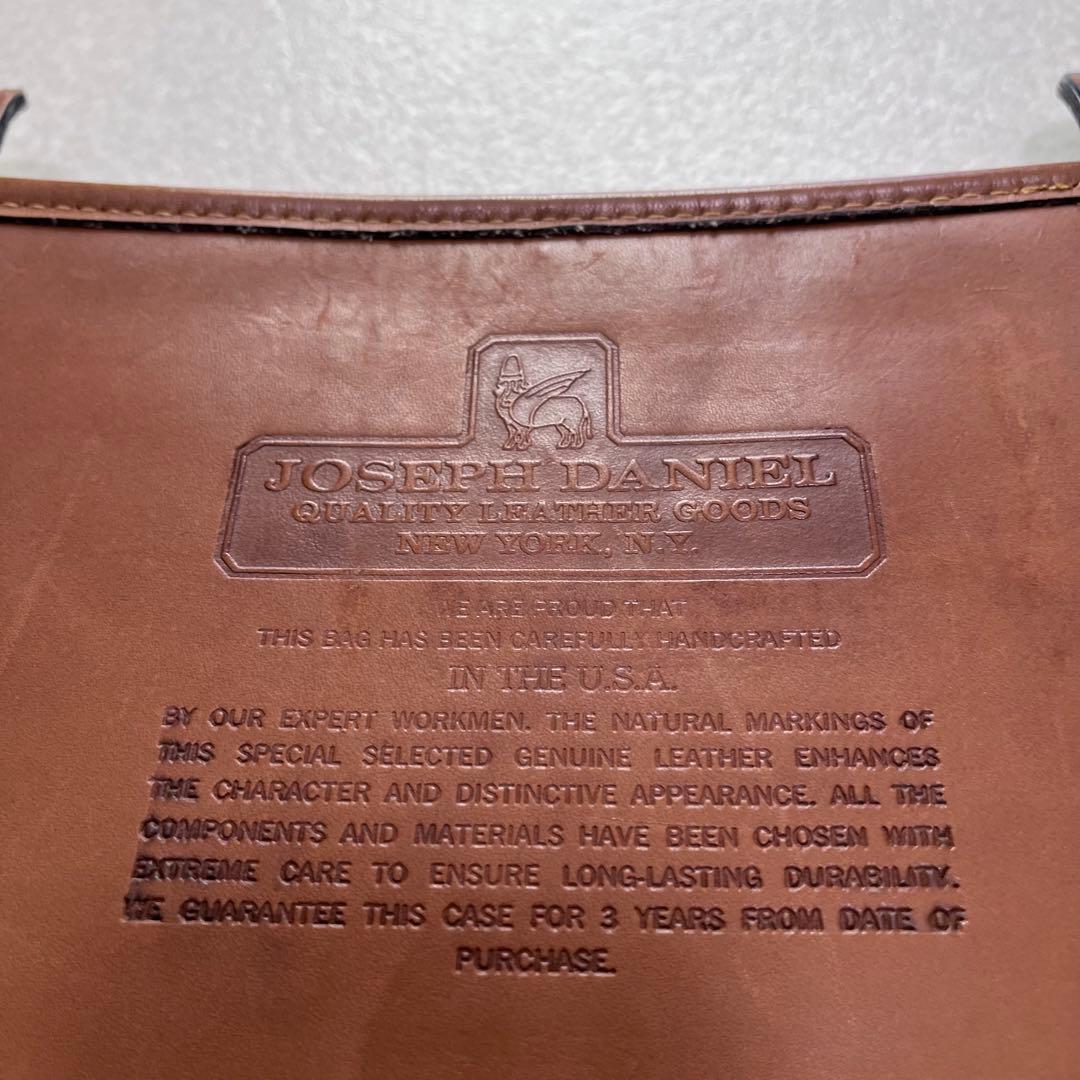 JOSEPH DANIEL
QUALITY LEATHER GOODS
NEW YORK, N.Y.
WE ARE PROUD THAT
THIS BAG HAS BEEN CAREFULLY HANDCRAFTED
IN THE U.S.A.
BY OUR EXPERT WORKMEN. THE NATURAL MARKINGS OF
THIS SPECIAL SELECTED GENUINE LEATHER ENHANCES
THE CHARACTER AND DISTINCTIVE APPEARANCE. ALL THE
COMPONENTS AND MATERIALS HAVE BEEN CHOSEN WITH
EXTREME CARE TO ENSURE LONG-LASTING DURABILITY.
WE GUARANTEE THIS CASE FOR 3 YEARS FROM DATE OF
PURCHASE.